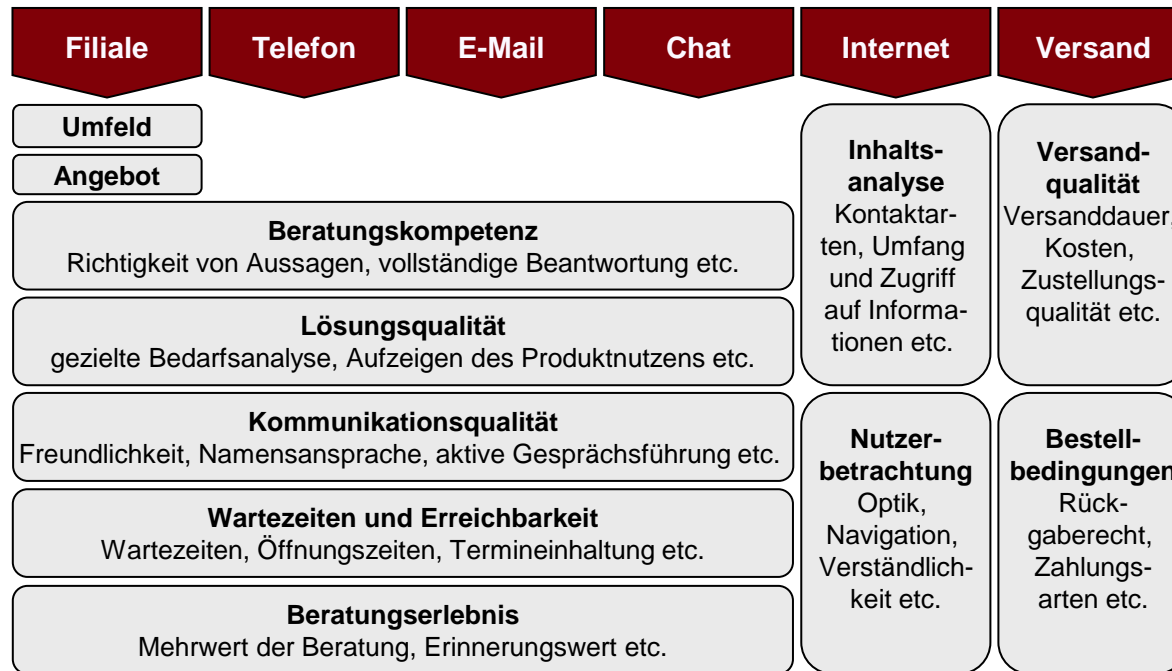 Filiale
Telefon
E-Mail
Chat
Internet
Versand
Umfeld
Angebot
Beratungskompetenz
Richtigkeit von Aussagen, vollständige Beantwortung etc.
Lösungsqualität
gezielte Bedarfsanalyse, Aufzeigen des Produktnutzens etc.
Kommunikationsqualität
Freundlichkeit, Namensansprache, aktive Gesprächsführung etc.
Wartezeiten und Erreichbarkeit
Wartezeiten, Öffnungszeiten, Termineinhaltung etc.
Beratungserlebnis
Mehrwert der Beratung, Erinnerungswert etc.
Inhalts-
analyse
Kontaktar-
ten, Umfang
und Zugriff
auf Informa-
tionen etc.
Nutzer-
betrachtung
Optik,
Navigation,
Verständlich-
keit etc.
Versand-
qualität
Versanddauer,
Kosten,
Zustellungs-
qualität etc.
Bestell-
bedingungen
Rück-
gaberecht,
Zahlungs-
arten etc.